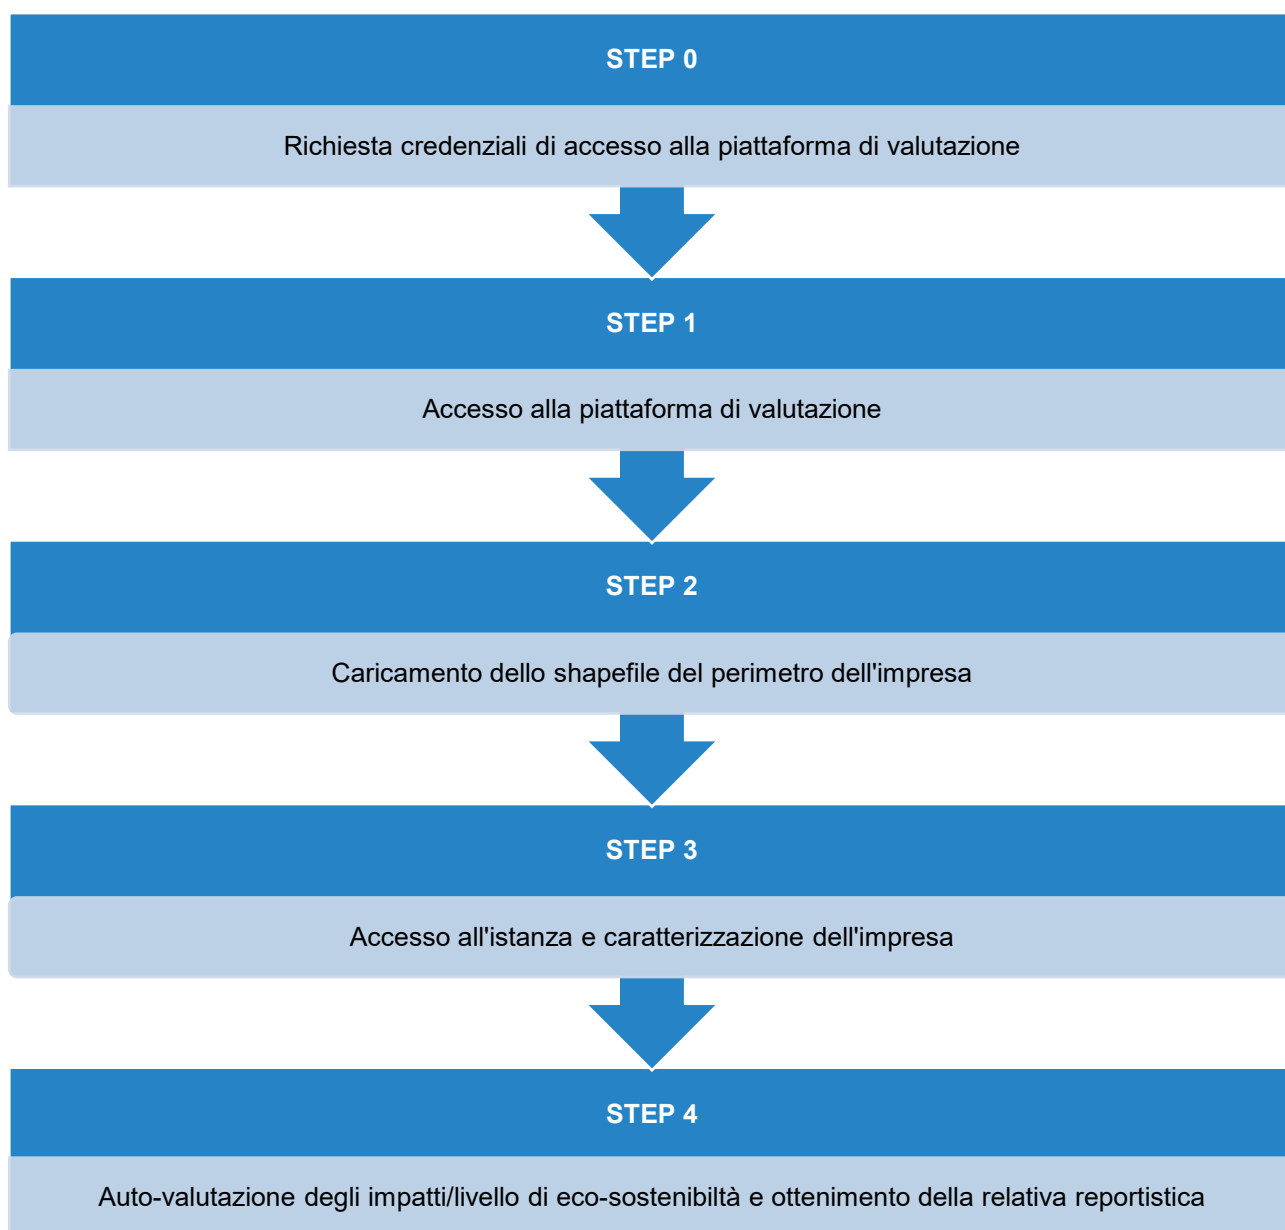 STEP 0
Richiesta credenziali di accesso alla piattaforma di valutazione
STEP 1
Accesso alla piattaforma di valutazione
STEP 2
Caricamento dello shapefile del perimetro dell'impresa
STEP 3
Accesso all'istanza e caratterizzazione dell'impresa
STEP 4
Auto-valutazione degli impatti/livello di eco-sostenibiltà e ottenimento della relativa reportistica